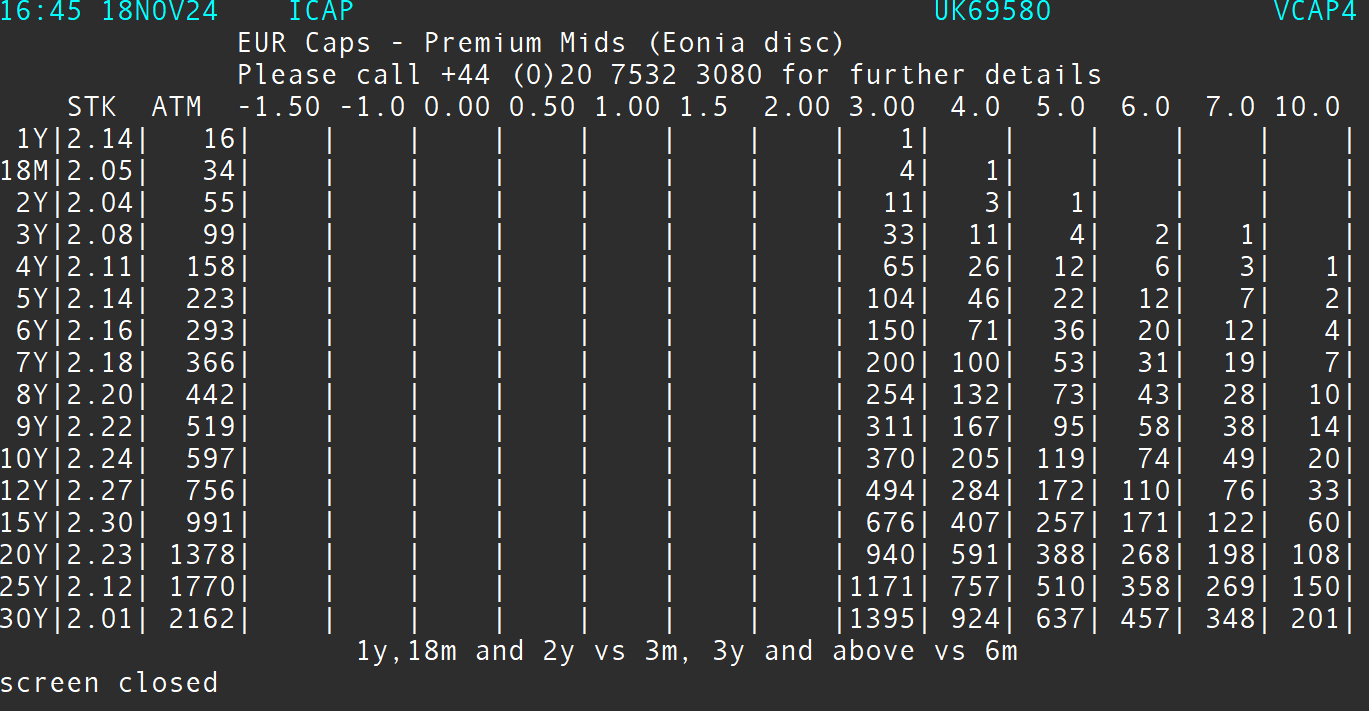 16:45 18NOV24 ICAP UK69580 VCAP4
EUR Caps - Premium Mids (Eonia disc)
Please call +44 (0)20 7532 3080 for further details
STK ATM -1.50 -1.0 0.00 0.50 1.00 1.5 2.00 3.00 4.0 5.0 6.0 7.0 10.0
1Y|2.14| 16| | | | | | | | 1| | | | | |
18M|2.05| 34| | | | | | | | 4| 1| | | | |
2Y|2.04| 55| | | | | | | | 11| 3| 1| | | |
3Y|2.08| 99| | | | | | | | 33| 11| 4| 2| 1| |
4Y|2.11| 158| | | | | | | | 65| 26| 12| 6| 3| 1|
5Y|2.14| 223| | | | | | | | 104| 46| 22| 12| 7| 2|
6Y|2.16| 293| | | | | | | | 150| 71| 36| 20| 12| 4|
7Y|2.18| 366| | | | | | | | 200| 100| 53| 31| 19| 7|
8Y|2.20| 442| | | | | | | | 254| 132| 73| 43| 28| 10|
9Y|2.22| 519| | | | | | | | 311| 167| 95| 58| 38| 14|
10Y|2.24| 597| | | | | | | | 370| 205| 119| 74| 49| 20|
12Y|2.27| 756| | | | | | | | 494| 284| 172| 110| 76| 33|
15Y|2.30| 991| | | | | | | | 676| 407| 257| 171| 122| 60|
20Y|2.23| 1378| | | | | | | | 940| 591| 388| 268| 198| 108|
25Y|2.12| 1770| | | | | | | |1171| 757| 510| 358| 269| 150|
30Y|2.01| 2162| | | | | | | |1395| 924| 637| 457| 348| 201|
1y,18m and 2y vs 3m, 3y and above vs 6m
screen closed